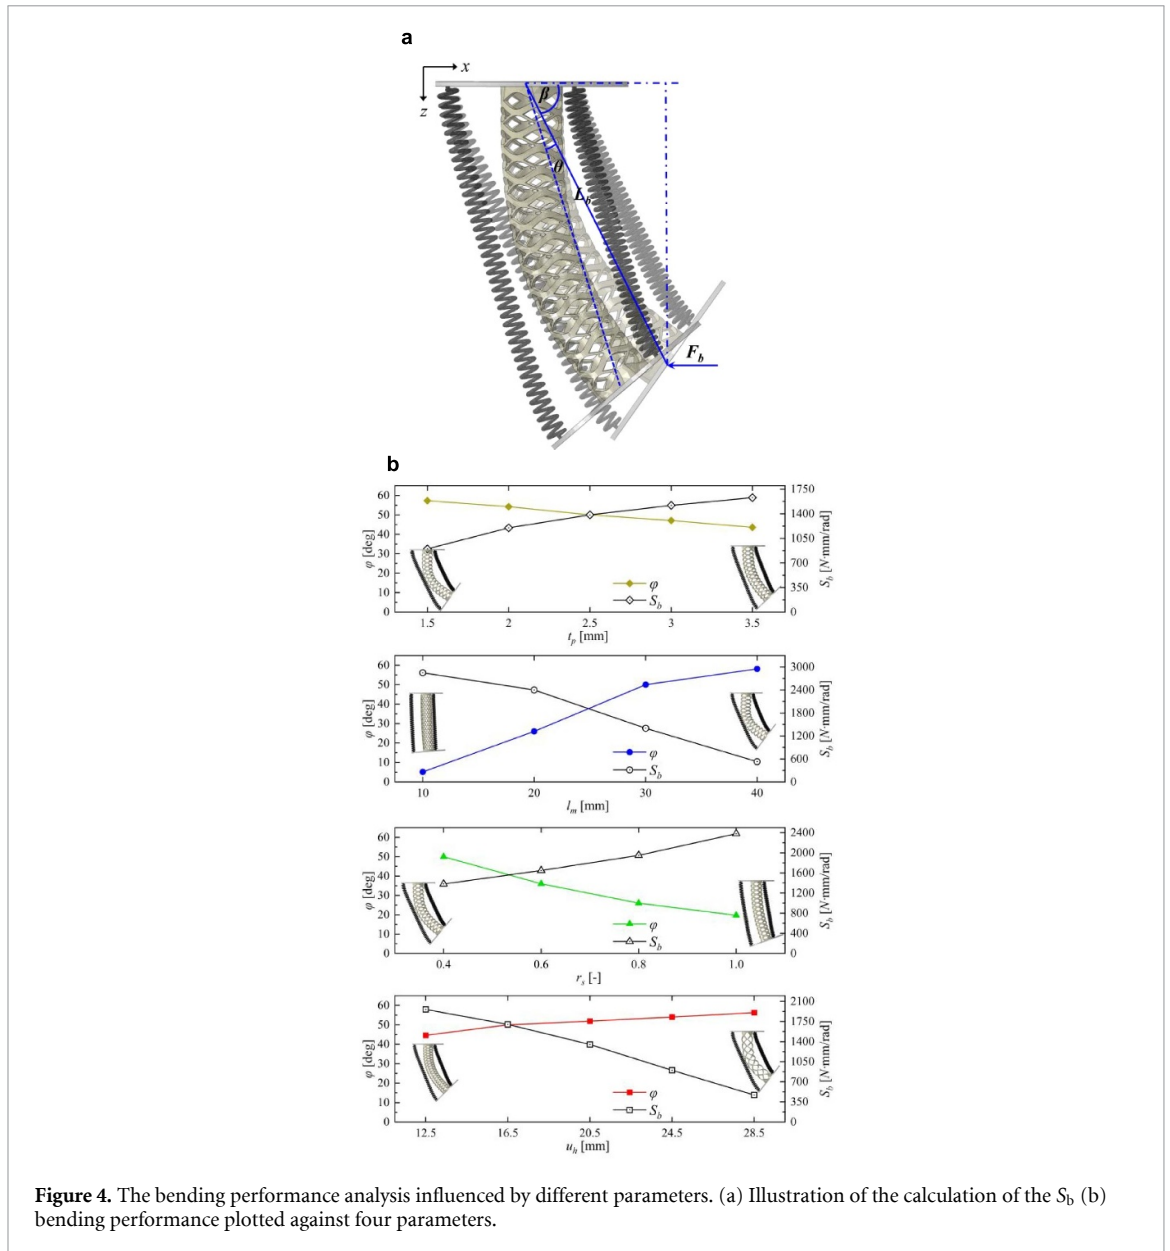 a
x
z
β
θ
L_b
F_b
b
60
50
40
30
20
10
0
φ [deg]
1750
1400
1050
700
350
0
S_b [N·mm/rad]
φ
S_b
1.5 2 2.5 3 3.5
t_p [mm]
60
50
40
30
20
10
0
φ [deg]
3000
2400
1800
1200
600
0
S_b [N·mm/rad]
φ
S_b
10 20 30 40
l_m [mm]
60
50
40
30
20
10
0
φ [deg]
2400
2000
1600
1200
800
400
0
S_b [N·mm/rad]
φ
S_b
0.4 0.6 0.8 1.0
r_s [-]
60
50
40
30
20
10
0
φ [deg]
2100
1750
1400
1050
700
350
0
S_b [N·mm/rad]
φ
S_b
12.5 16.5 20.5 24.5 28.5
u_h [mm]
Figure 4. The bending performance analysis influenced by different parameters. (a) Illustration of the calculation of the S_b (b)
bending performance plotted against four parameters.